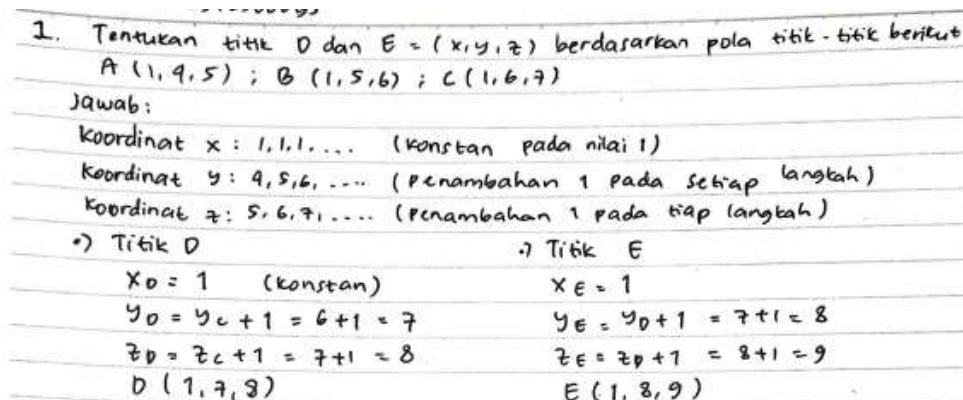 1. Tentukan titik D dan E = (x, y, z) berdasarkan pola titik - titik berikut
A (1, 4, 5) ; B (1, 5, 6) ; C (1, 6, 7)
Jawab :
Koordinat x : 1, 1, 1, .... (konstan pada nilai 1)
Koordinat y : 4, 5, 6, .... (Penambahan 1 pada setiap langkah)
Koordinat z : 5, 6, 7, .... (Penambahan 1 pada tiap langkah)
•) Titik D
xD = 1 (konstan)
yD = yC + 1 = 6 + 1 = 7
zD = zC + 1 = 7 + 1 = 8
D (1, 7, 8)
•) Titik E
xE = 1
yE = yD + 1 = 7 + 1 = 8
zE = zD + 1 = 8 + 1 = 9
E (1, 8, 9)